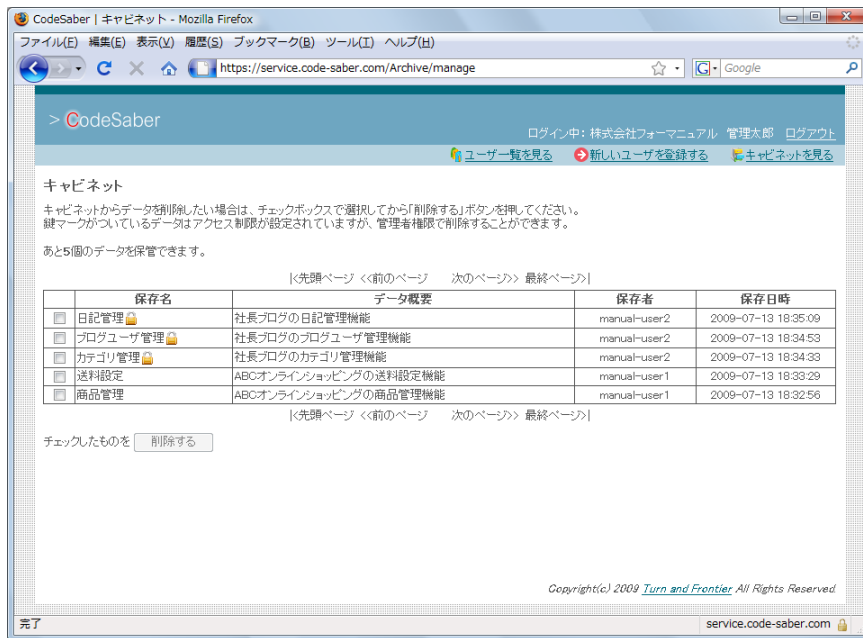 CodeSaber | キャビネット - Mozilla Firefox
ファイル(F) 編集(E) 表示(V) 履歴(S) ブックマーク(B) ツール(T) ヘルプ(H)
https://service.code-saber.com/Archive/manage
G Google
> CodeSaber
ログイン中: 株式会社フォーマニュアル 管理太郎 ログアウト
ユーザ一覧を見る 新しいユーザを登録する キャビネットを見る
キャビネット
キャビネットからデータを削除したい場合は、チェックボックスで選択してから「削除する」ボタンを押してください。
鍵マークがついているデータはアクセス制限が設定されていますが、管理者権限で削除することができます。
あと5個のデータを保管できます。
|<先頭ページ <<前のページ 次のページ>> 最終ページ>|
保存名 データ概要 保存者 保存日時
日記管理 社長ブログの日記管理機能 manual-user2 2009-07-13 18:35:09
ブログユーザ管理 社長ブログのブログユーザ管理機能 manual-user2 2009-07-13 18:34:53
カテゴリ管理 社長ブログのカテゴリ管理機能 manual-user2 2009-07-13 18:34:33
送料設定 ABCオンラインショッピングの送料設定機能 manual-user1 2009-07-13 18:33:29
商品管理 ABCオンラインショッピングの商品管理機能 manual-user1 2009-07-13 18:32:56
|<先頭ページ <<前のページ 次のページ>> 最終ページ>|
チェックしたものを 削除する
Copyright(c) 2009 Turn and Frontier All Rights Reserved.
完了 service.code-saber.com